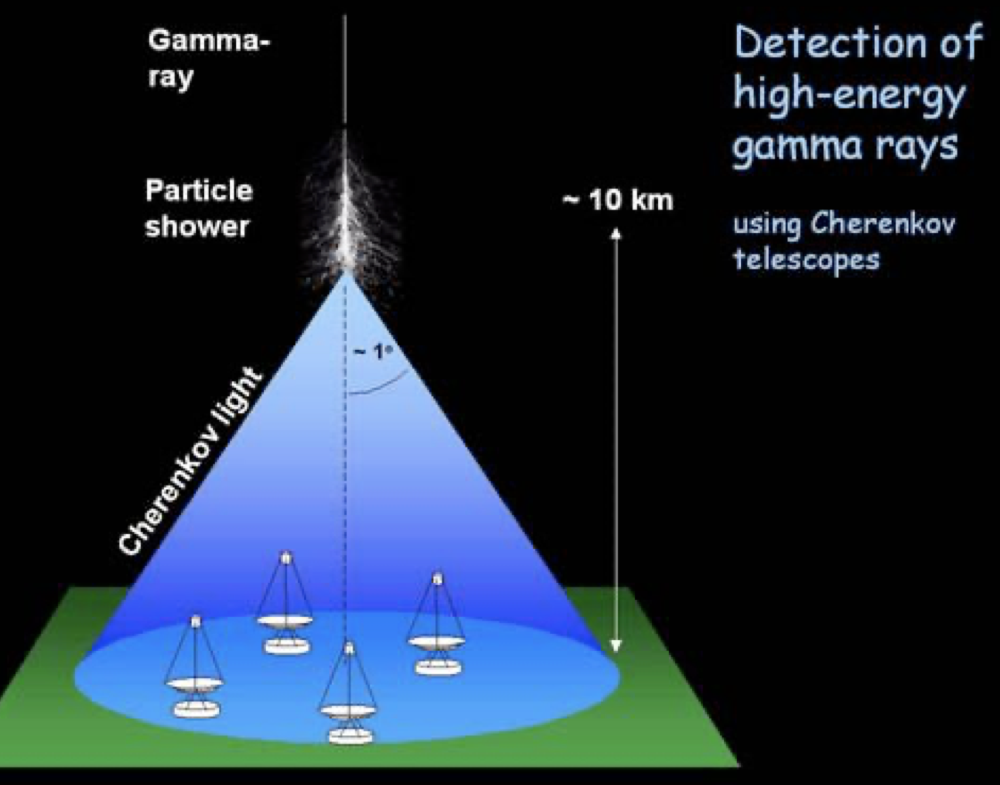 Gamma-
ray
Detection of
high-energy
gamma rays
using Cherenkov
telescopes
Particle
shower
~ 10 km
~ 1°
Cherenkov light